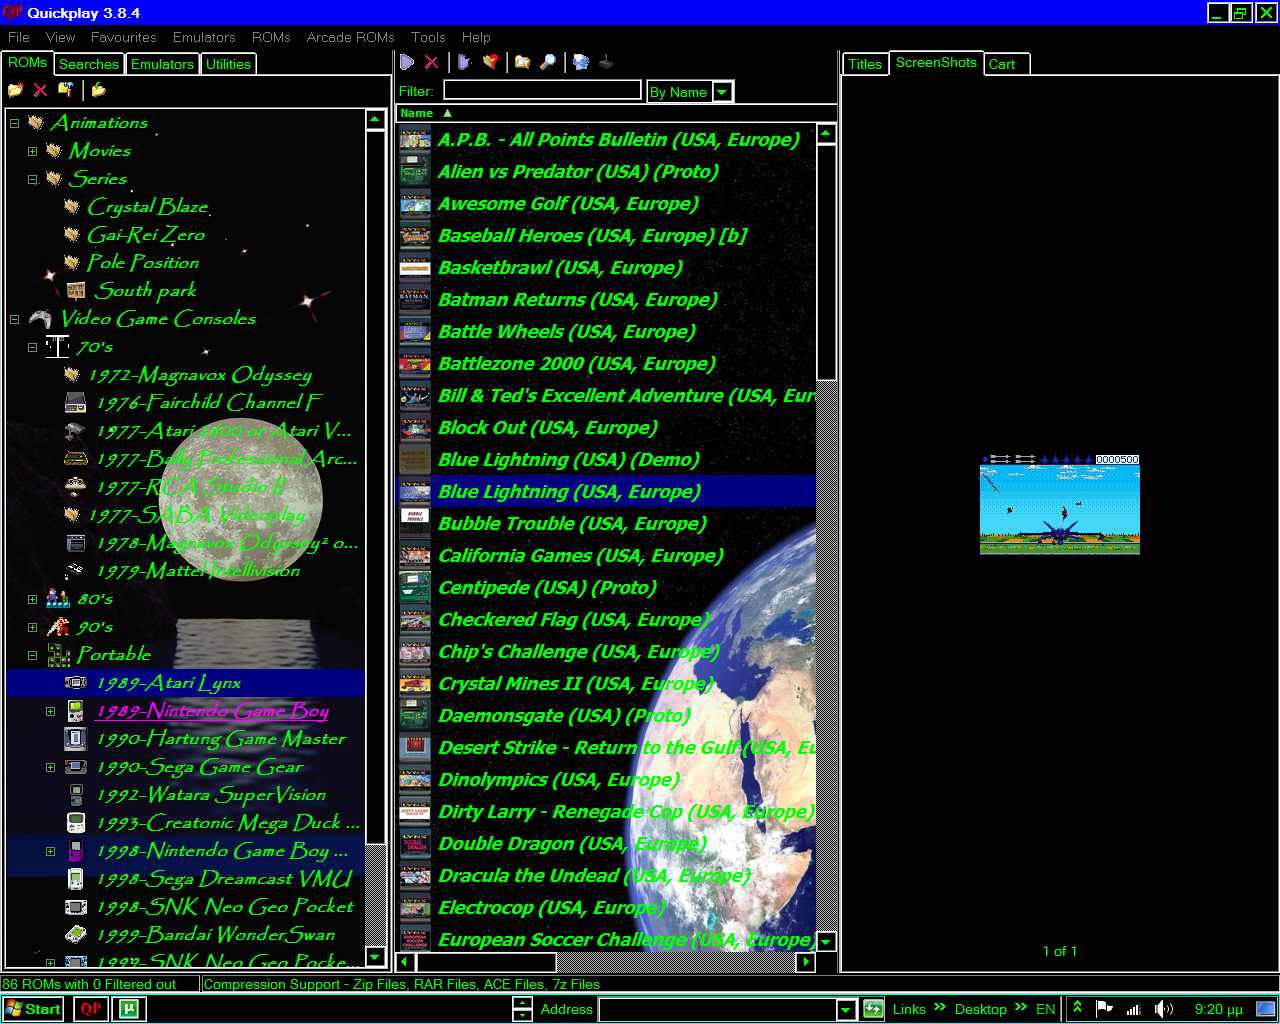 QP Quickplay 3.8.4
File View Favourites Emulators ROMs Arcade ROMs Tools Help
ROMs Searches Emulators Utilities
Animations
Movies
Series
Crystal Blaze
Gai-Rei Zero
Pole Position
South park
Video Game Consoles
70's
1972-Magnavox Odyssey
1976-Fairchild Channel F
1977-Atari 2600 or Atari V...
1977-Bally Professional Arc...
1977-RCA Studio II
1977-SABA Videoplay
1978-Magnavox Odyssey² o...
1979-Mattel Intellivision
80's
90's
Portable
1989-Atari Lynx
1989-Nintendo Game Boy
1990-Hartung Game Master
1990-Sega Game Gear
1992-Watara SuperVision
1993-Creatonic Mega Duck ...
1998-Nintendo Game Boy ...
1998-Sega Dreamcast VMU
1998-SNK Neo Geo Pocket
1999-Bandai WonderSwan
1999-SNK Neo Geo Pocke...
Filter: By Name
Name
A.P.B. - All Points Bulletin (USA, Europe)
Alien vs Predator (USA) (Proto)
Awesome Golf (USA, Europe)
Baseball Heroes (USA, Europe) [b]
Basketbrawl (USA, Europe)
Batman Returns (USA, Europe)
Battle Wheels (USA, Europe)
Battlezone 2000 (USA, Europe)
Bill & Ted's Excellent Adventure (USA, Eur
Block Out (USA, Europe)
Blue Lightning (USA) (Demo)
Blue Lightning (USA, Europe)
Bubble Trouble (USA, Europe)
California Games (USA, Europe)
Centipede (USA) (Proto)
Checkered Flag (USA, Europe)
Chip's Challenge (USA, Europe)
Crystal Mines II (USA, Europe)
Daemonsgate (USA) (Proto)
Desert Strike - Return to the Gulf (USA, Eu
Dinolympics (USA, Europe)
Dirty Larry - Renegade Cop (USA, Europe)
Double Dragon (USA, Europe)
Dracula the Undead (USA, Europe)
Electrocop (USA, Europe)
European Soccer Challenge (USA, Europe)
Titles ScreenShots Cart
0000500
1 of 1
86 ROMs with 0 Filtered out Compression Support - Zip Files, RAR Files, ACE Files, 7z Files
Start QP µ Address Links Desktop EN 9:20 μμ